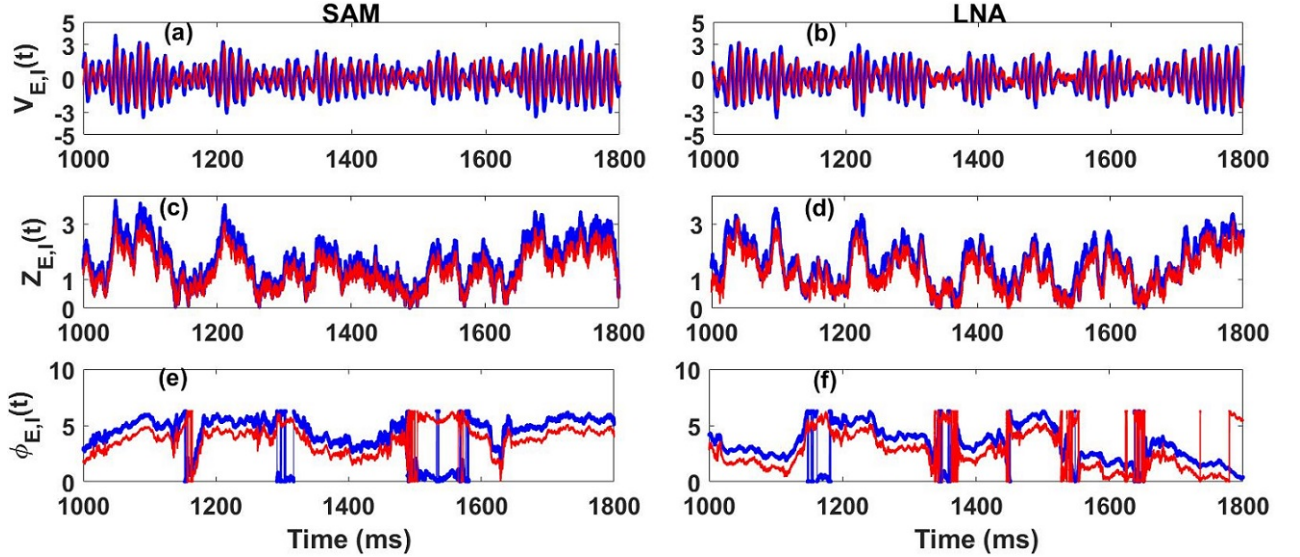 SAM LNA
(a) (b)
V_E,I(t) 5 3 0 -3 -5 5 3 0 -3 -5
1000 1200 1400 1600 1800 1000 1200 1400 1600 1800
(c) (d)
Z_E,I(t) 3 1 0 3 1 0
1000 1200 1400 1600 1800 1000 1200 1400 1600 1800
(e) (f)
ϕ_E,I(t) 10 5 0 10 5 0
1000 1200 1400 1600 1800 1000 1200 1400 1600 1800
Time (ms) Time (ms)